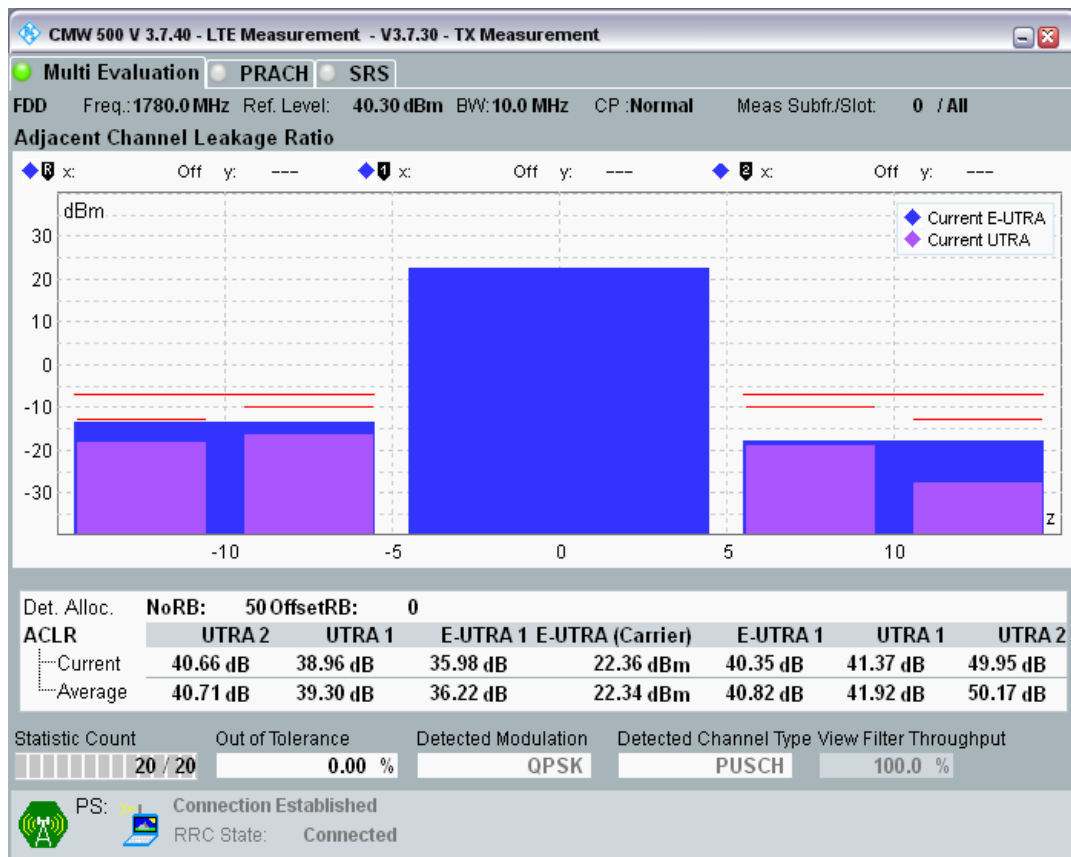 CMW 500 V 3.7.40 - LTE Measurement - V3.7.30 - TX Measurement
Multi Evaluation PRACH SRS
FDD Freq.:1780.0 MHz Ref. Level: 40.30 dBm BW:10.0 MHz CP :Normal Meas Subfr./Slot: 0 / All
Adjacent Channel Leakage Ratio
R x: Off y: --- 1 x: Off y: --- 2 x: Off y: ---
dBm
Current E-UTRA
Current UTRA
30
20
10
0
-10
-20
-30
z
-10 -5 0 5 10
Det. Alloc. NoRB: 50 OffsetRB: 0
ACLR UTRA 2 UTRA 1 E-UTRA 1 E-UTRA (Carrier) E-UTRA 1 UTRA 1 UTRA 2
Current 40.66 dB 38.96 dB 35.98 dB 22.36 dBm 40.35 dB 41.37 dB 49.95 dB
Average 40.71 dB 39.30 dB 36.22 dB 22.34 dBm 40.82 dB 41.92 dB 50.17 dB
Statistic Count Out of Tolerance Detected Modulation Detected Channel Type View Filter Throughput
20 / 20 0.00 % QPSK PUSCH 100.0 %
PS: Connection Established
RRC State: Connected